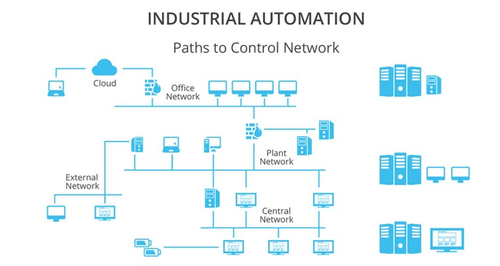 INDUSTRIAL AUTOMATION
Paths to Control Network
Cloud
Office
Network
Plant
Network
External
Network
Central
Network